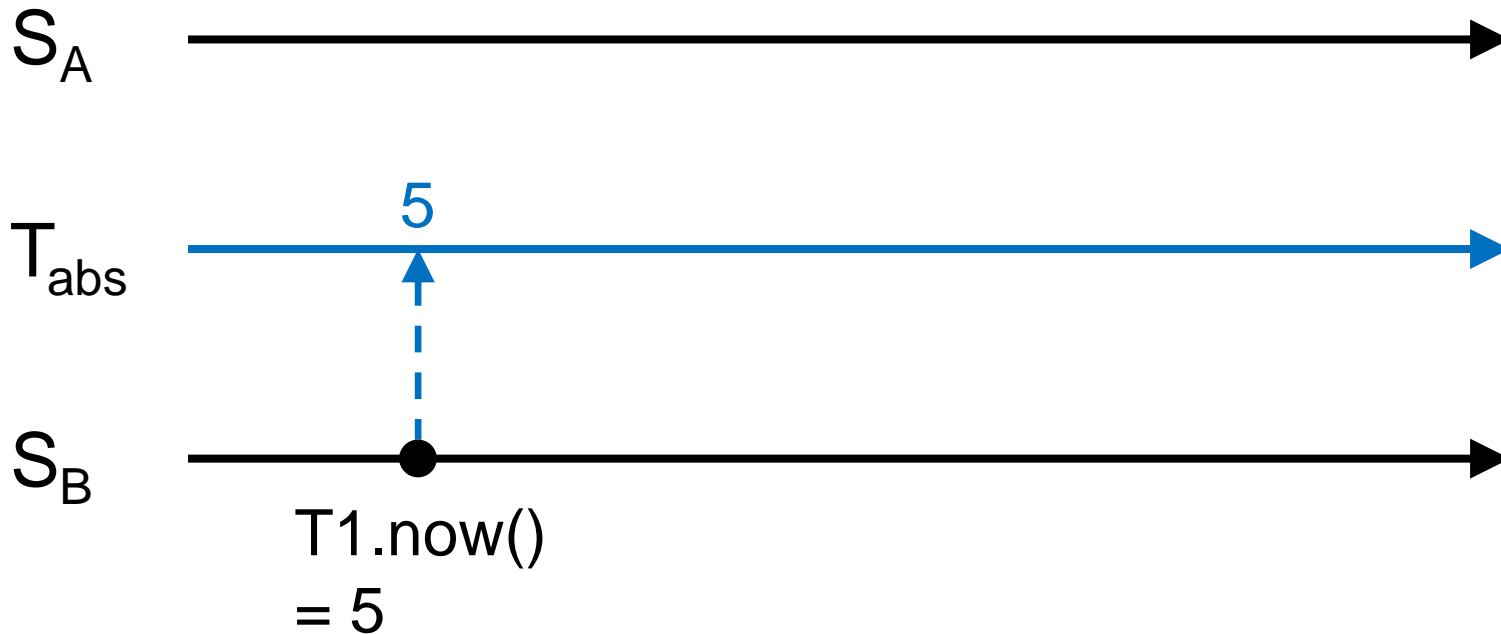 S_A
5
T_abs
S_B
T1.now()
= 5